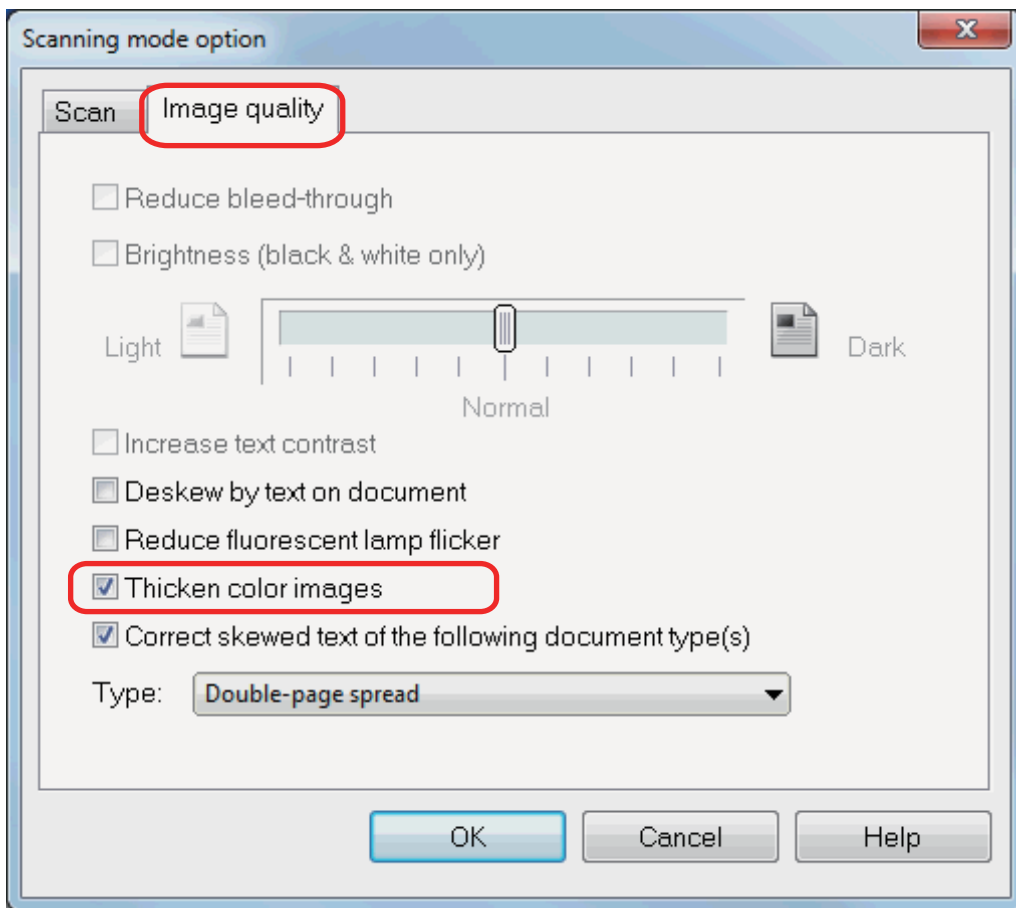 Scanning mode option
Scan Image quality
Reduce bleed-through
Brightness (black & white only)
Light Dark
Normal
Increase text contrast
Deskew by text on document
Reduce fluorescent lamp flicker
Thicken color images
Correct skewed text of the following document type(s)
Type: Double-page spread
OK Cancel Help